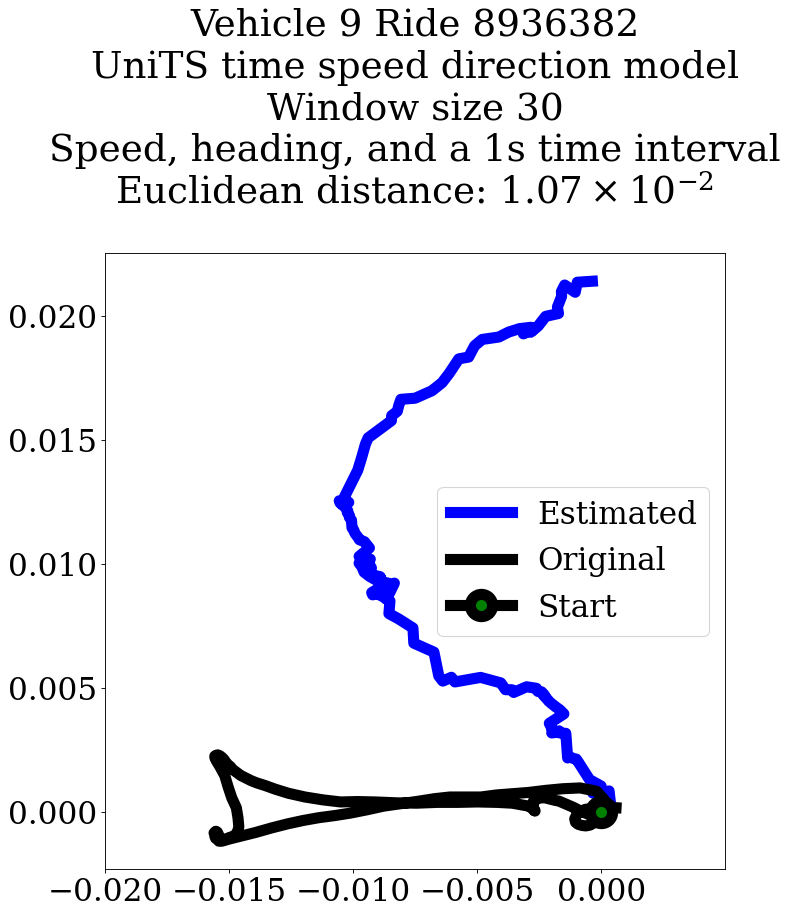 Vehicle 9 Ride 8936382
UniTS time speed direction model
Window size 30
Speed, heading, and a 1s time interval
Euclidean distance: 1.07 × 10⁻²
0.020
0.015
Estimated
0.010
Original
Start
0.005
0.000
−0.020 −0.015 −0.010 −0.005 0.000